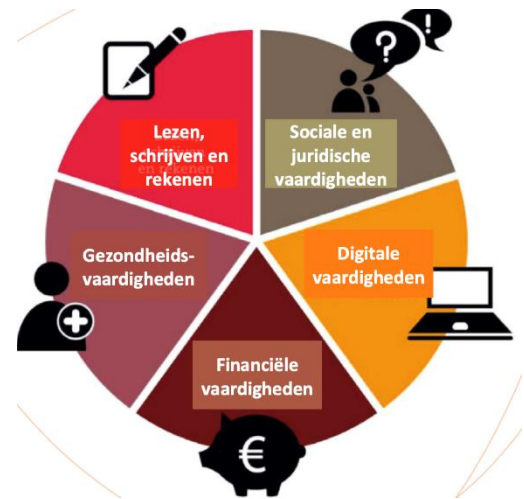 ?
!
Lezen,
schrijven en
rekenen
Sociale en
juridische
vaardigheden
Gezondheids-
vaardigheden
Digitale
vaardigheden
Financiële
vaardigheden
€